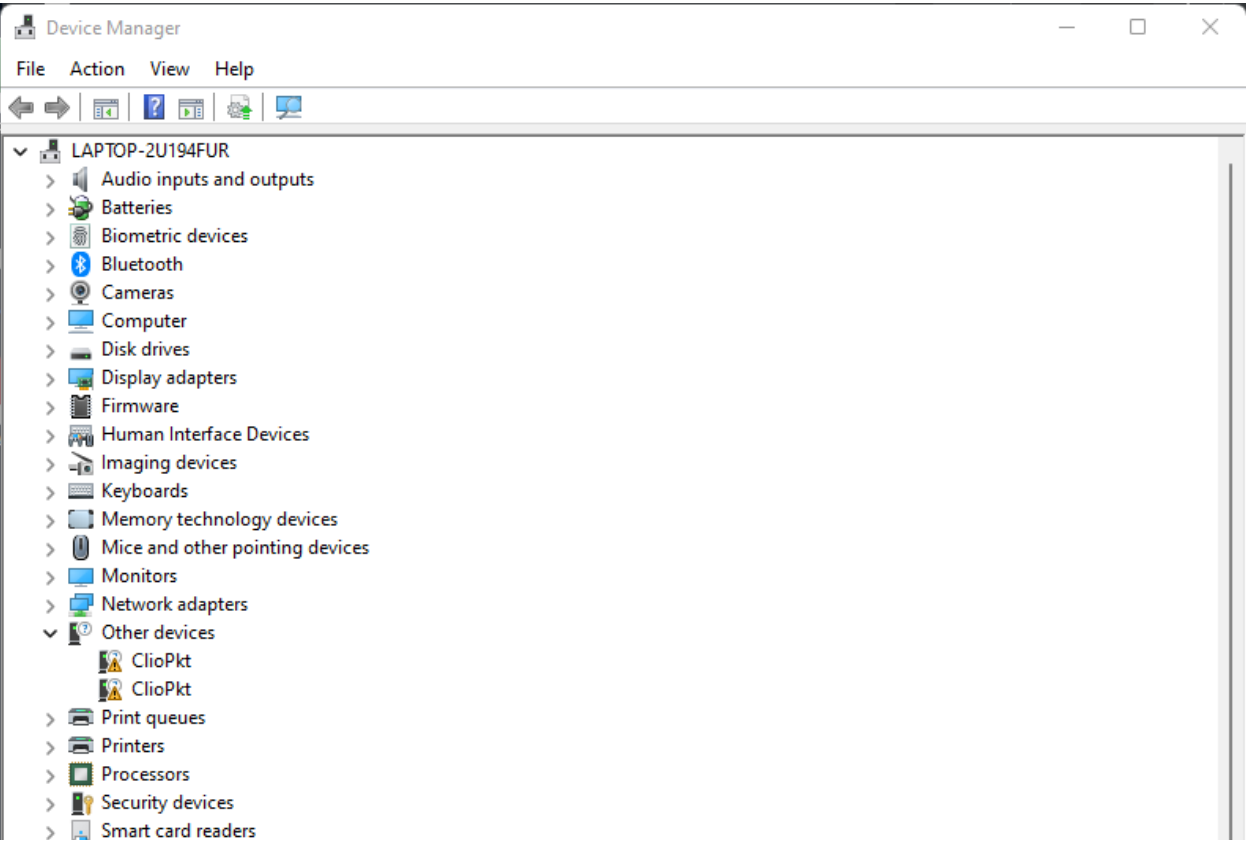 Device Manager
File Action View Help
LAPTOP-2U194FUR
Audio inputs and outputs
Batteries
Biometric devices
Bluetooth
Cameras
Computer
Disk drives
Display adapters
Firmware
Human Interface Devices
Imaging devices
Keyboards
Memory technology devices
Mice and other pointing devices
Monitors
Network adapters
Other devices
ClioPkt
ClioPkt
Print queues
Printers
Processors
Security devices
Smart card readers